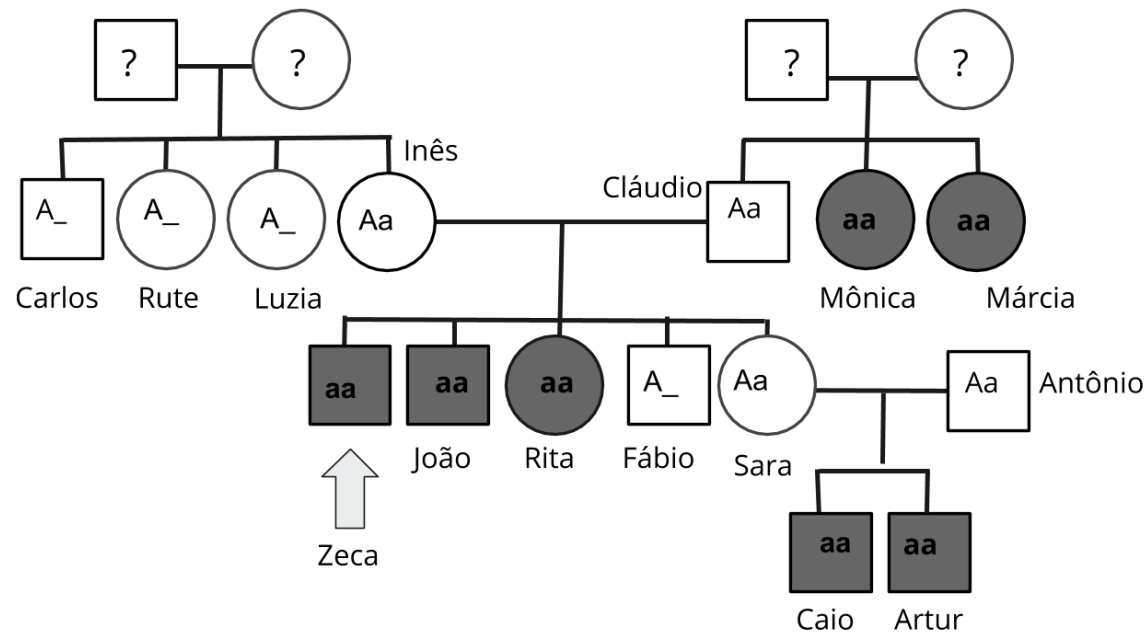 ?
?
?
?
Inês
Cláudio
A_
A_
A_
Aa
Aa
aa
aa
Carlos
Rute
Luzia
Mônica
Márcia
aa
aa
aa
A_
Aa
Aa
Antônio
João
Rita
Fábio
Sara
Zeca
aa
aa
Caio
Artur